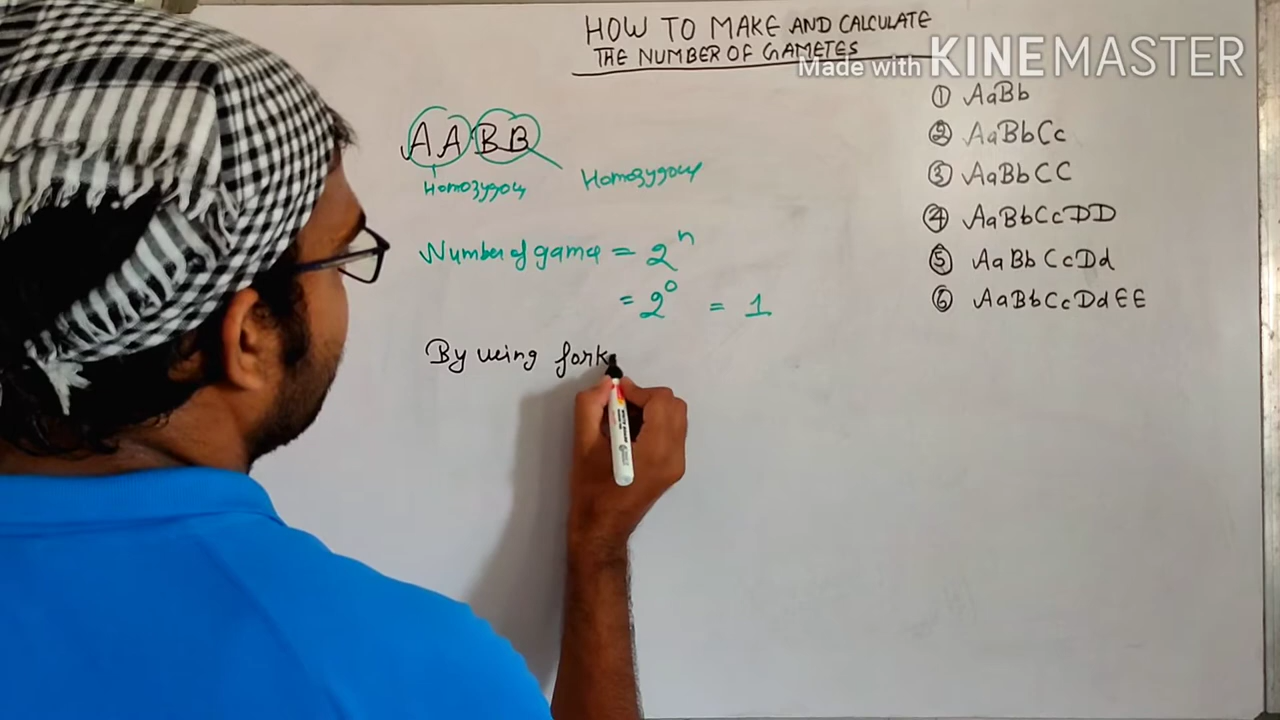 HOW TO MAKE AND CALCULATE
THE NUMBER OF GAMETES
Made with KINEMASTER
AABB
Homozygous
Homozygous
Number of game = 2^n
= 2^0 = 1
By using fork
① AaBb
② AaBbCc
③ AaBbCC
④ AaBbCcDD
⑤ AaBbCcDd
⑥ AaBbCcDdEE